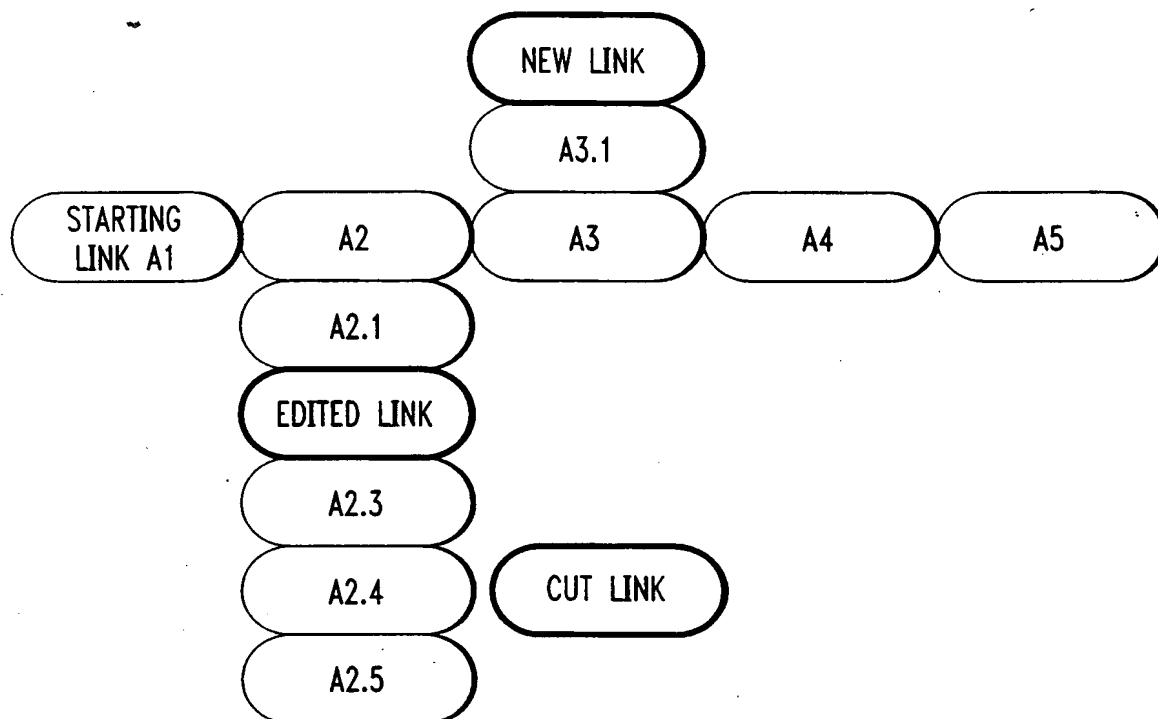 NEW LINK
A3.1
STARTING
LINK A1
A2
A3
A4
A5
A2.1
EDITED LINK
A2.3
A2.4
CUT LINK
A2.5